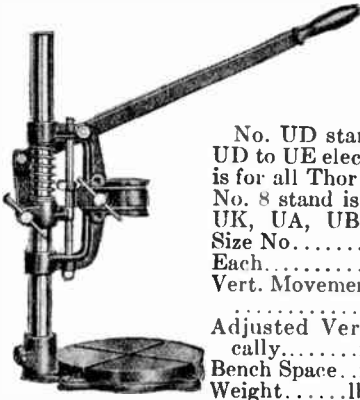 No. UD stan
UD to UE elec
is for all Thor
No. 8 stand is
UK, UA, UB
Size No.......
Each..........
Vert. Movemen
..........
Adjusted Ver
cally.........
Bench Space..
Weight......ll